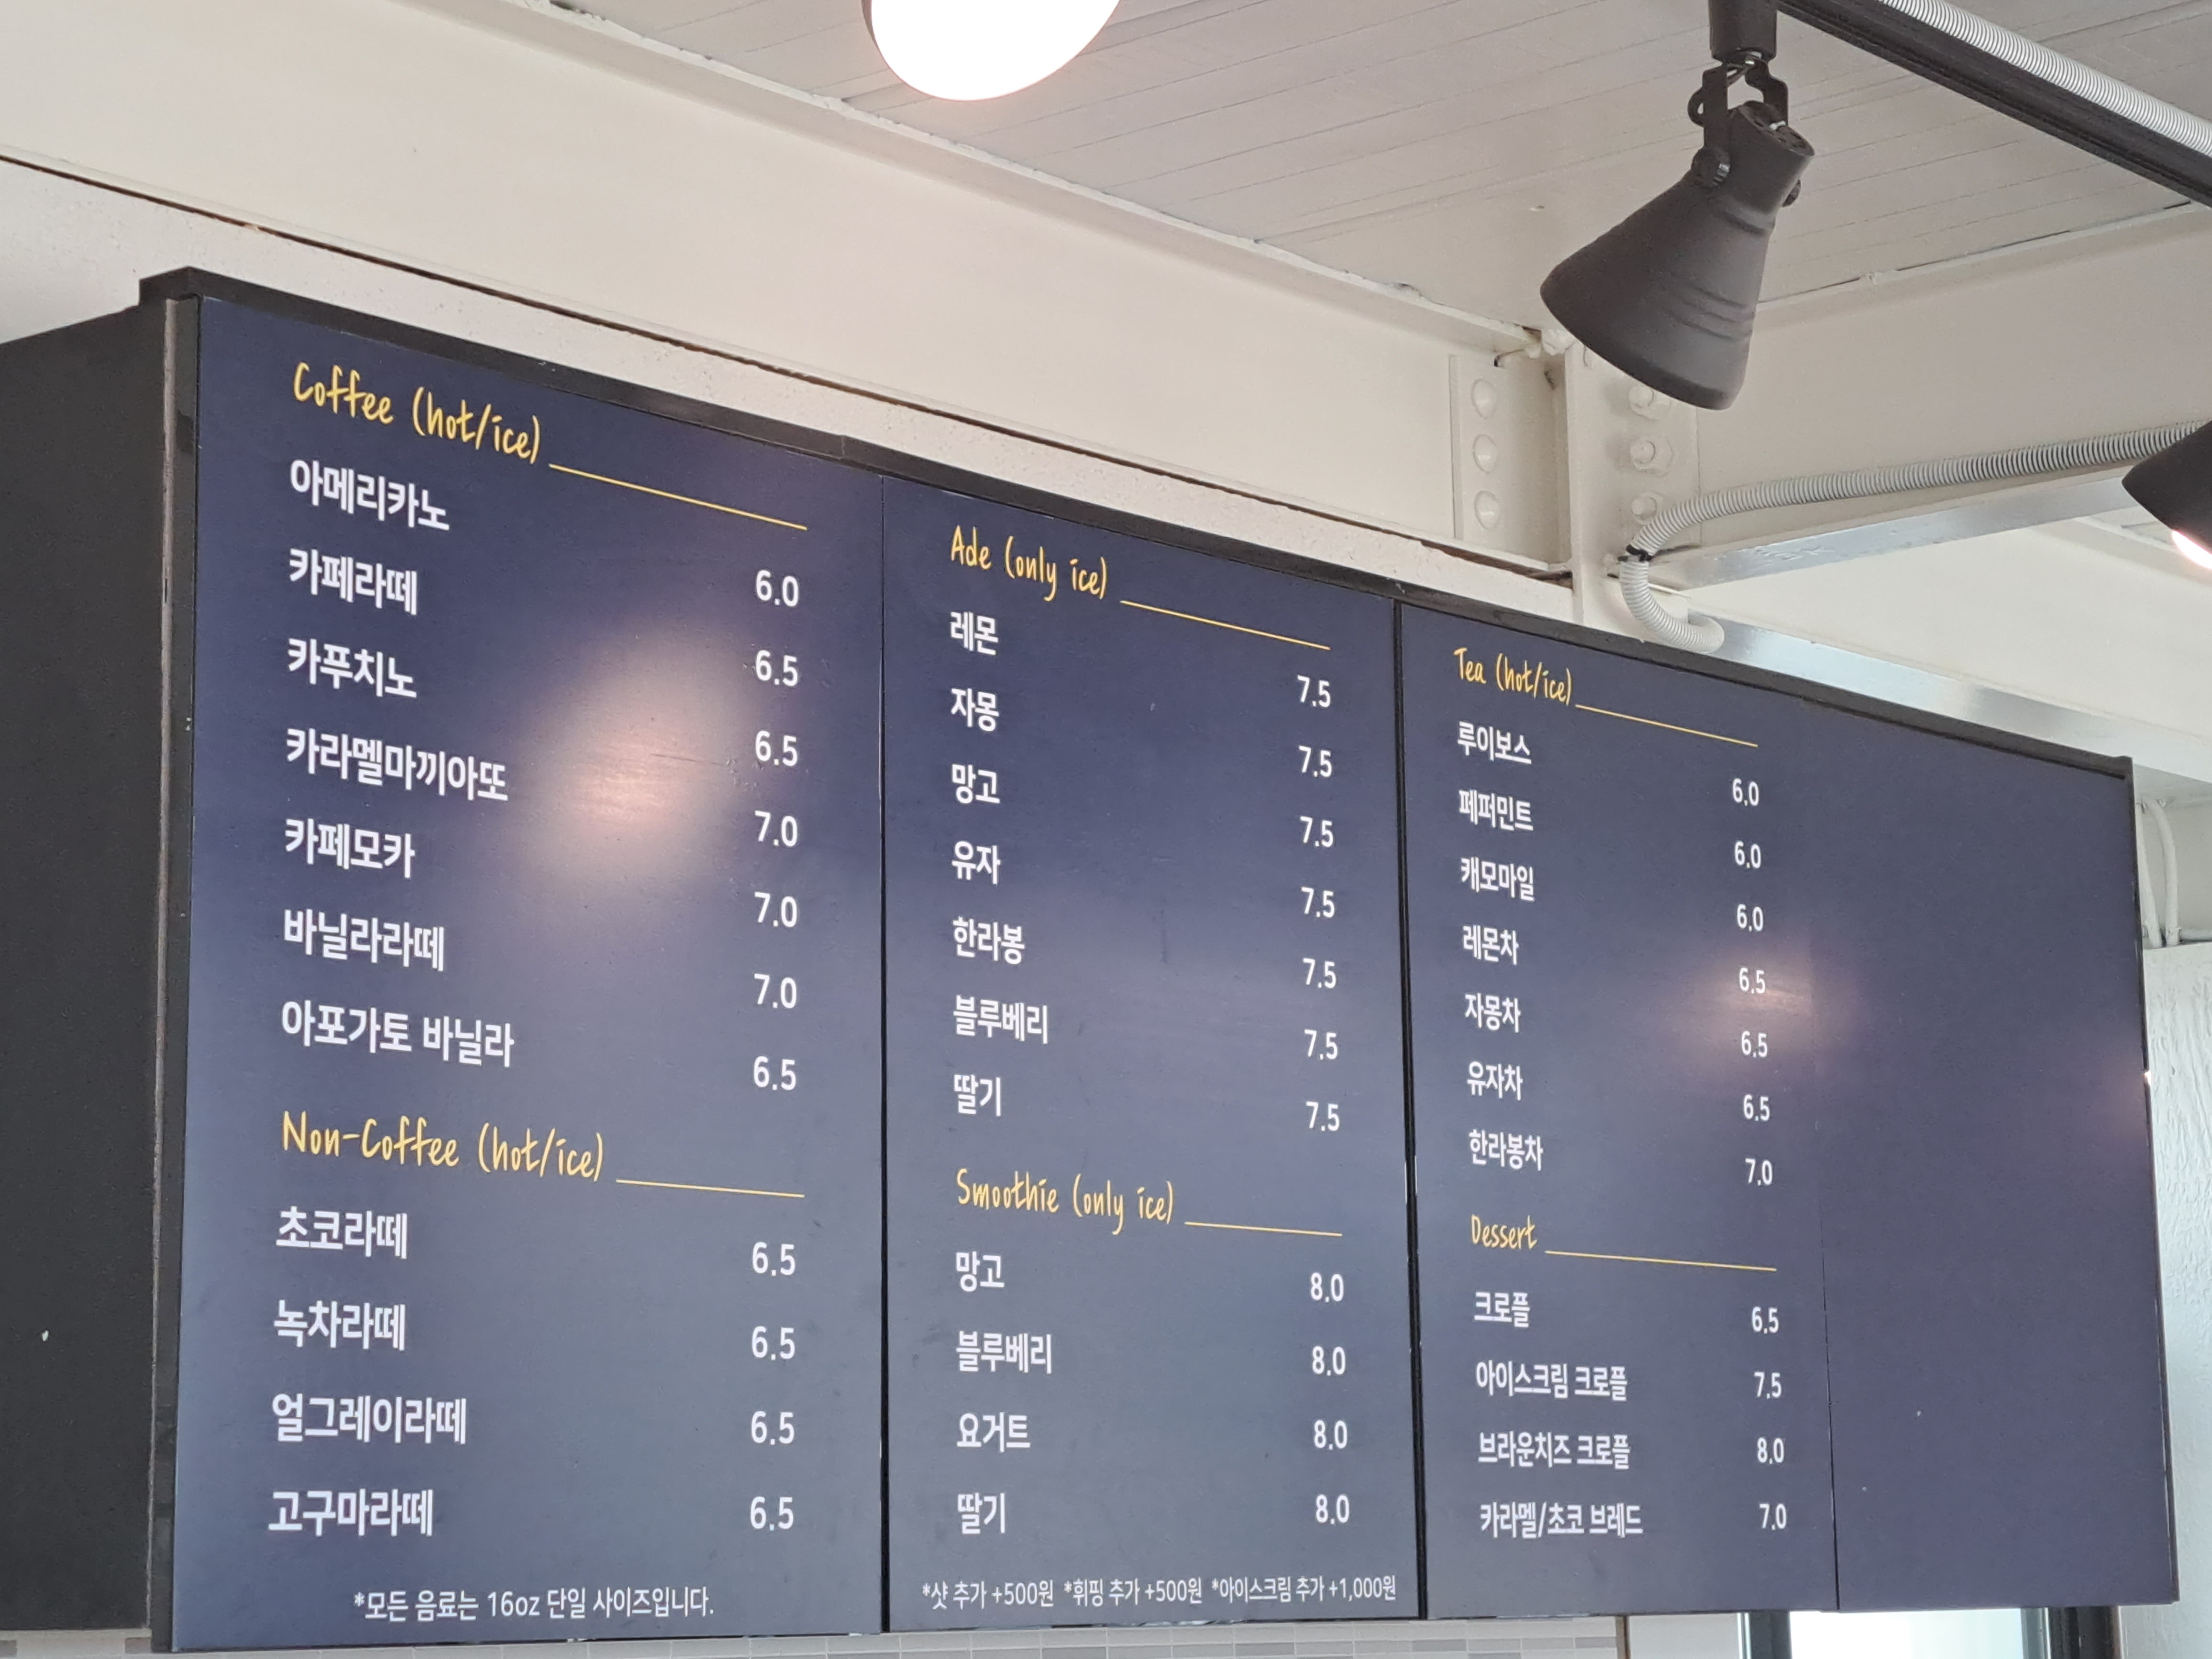 Coffee (hot/ice)
아메리카노 6.0
카페라떼 6.5
카푸치노 6.5
카라멜마끼아또 7.0
카페모카 7.0
바닐라라떼 7.0
아포가토 바닐라 6.5
Non-Coffee (hot/ice)
초코라떼 6.5
녹차라떼 6.5
얼그레이라떼 6.5
고구마라떼 6.5
*모든 음료는 16oz 단일 사이즈입니다.
Ade (only ice)
레몬 7.5
자몽 7.5
망고 7.5
유자 7.5
한라봉 7.5
블루베리 7.5
딸기 7.5
Smoothie (only ice)
망고 8.0
블루베리 8.0
요거트 8.0
딸기 8.0
*샷 추가 +500원 *휘핑 추가 +500원 *아이스크림 추가 +1,000원
Tea (hot/ice)
루이보스 6.0
페퍼민트 6.0
캐모마일 6.0
레몬차 6.5
자몽차 6.5
유자차 6.5
한라봉차 7.0
Dessert
크로플 6.5
아이스크림 크로플 7.5
브라운치즈 크로플 8.0
카라멜/초코 브레드 7.0